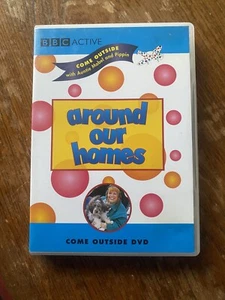 BBC ACTIVE
COME OUTSIDE
with Auntie Mabel and Pippin
around
our
homes
COME OUTSIDE DVD